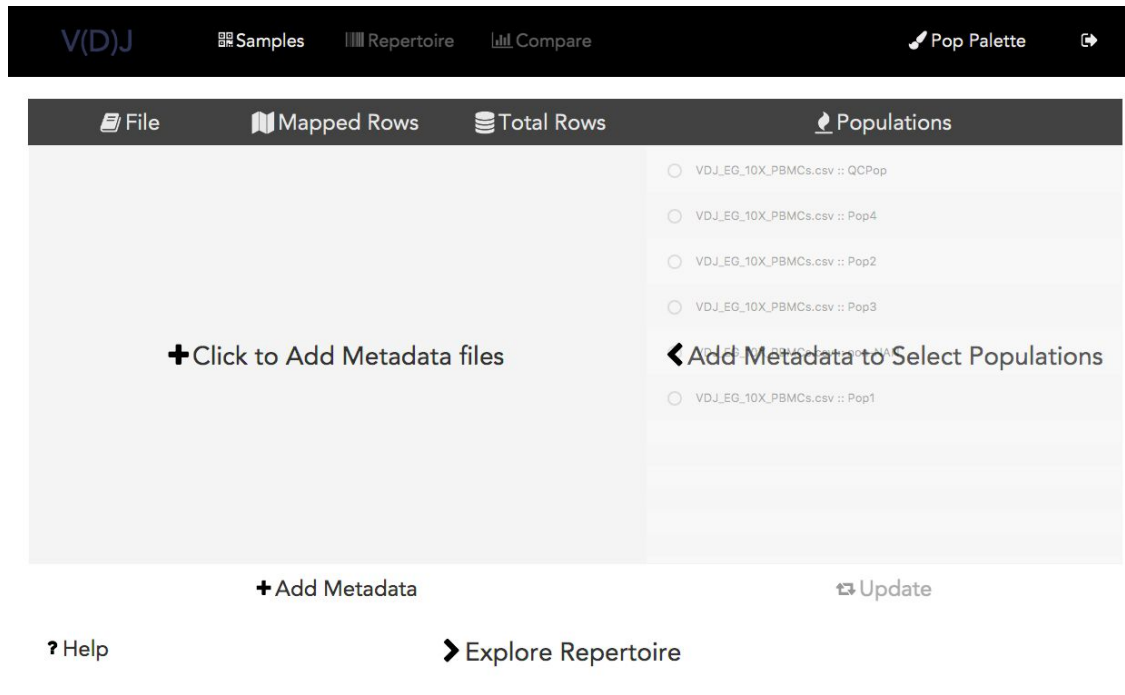 V(D)J Samples Repertoire Compare Pop Palette
File Mapped Rows Total Rows Populations
VDJ_EG_10X_PBMCs.csv :: QCPop
VDJ_EG_10X_PBMCs.csv :: Pop4
VDJ_EG_10X_PBMCs.csv :: Pop2
VDJ_EG_10X_PBMCs.csv :: Pop3
Click to Add Metadata files
Add Metadata to Select Populations
VDJ_EG_10X_PBMCs.csv :: Pop1
Add Metadata Update
? Help Explore Repertoire